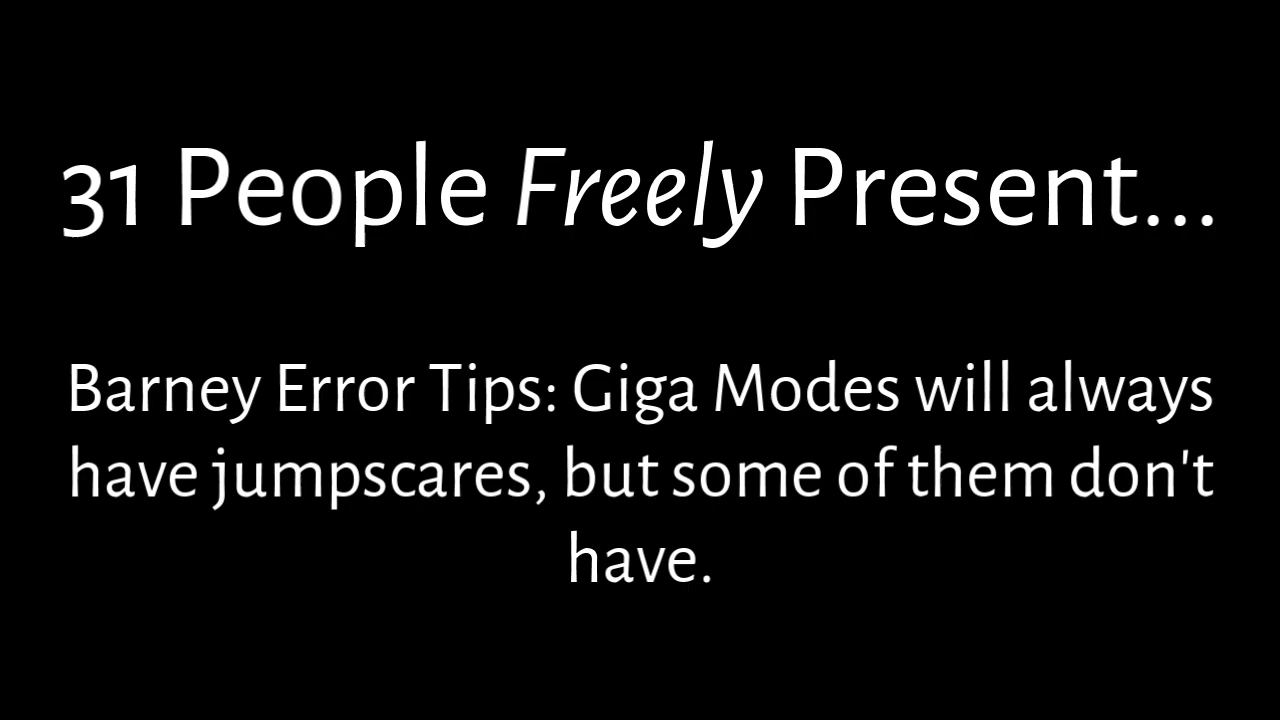 31 People Freely Present...
Barney Error Tips: Giga Modes will always
have jumpscares, but some of them don't
have.